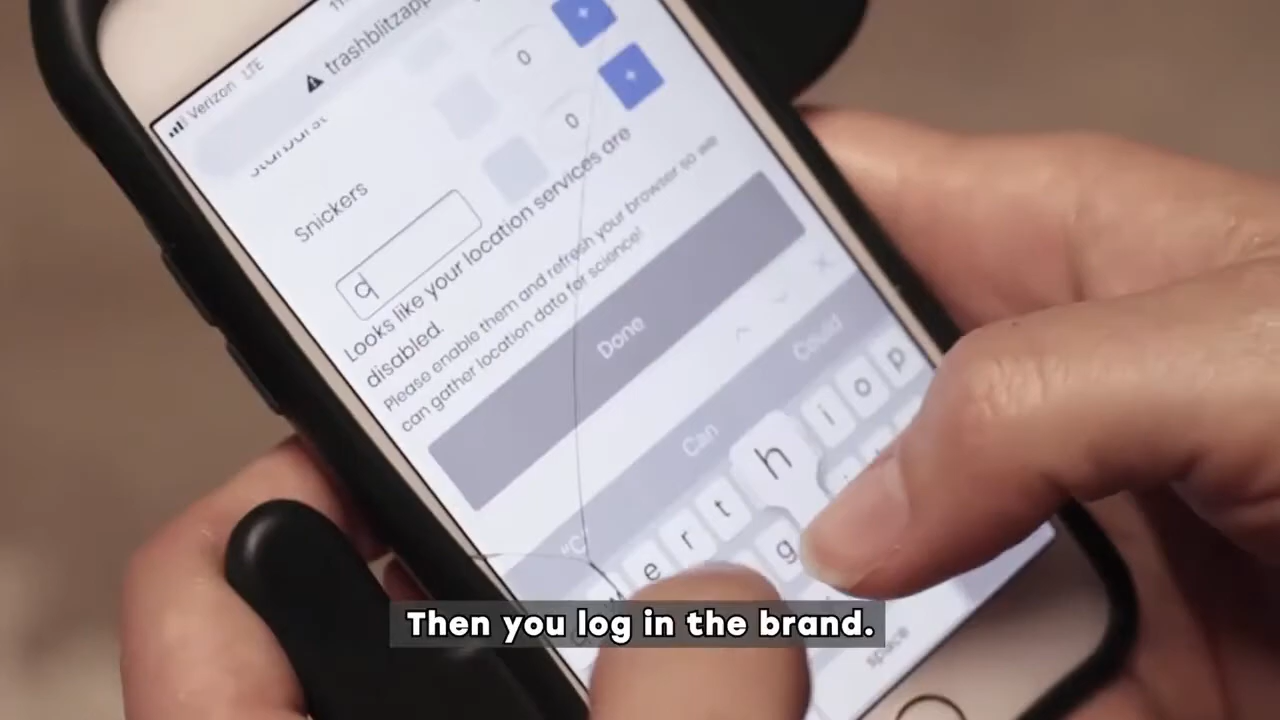 Verizon LTE
trashblitzapp
0
0
Snickers
c
Looks like your location services are
disabled.
Please enable them and refresh your browser so we
can gather location data for science!
Done
"C
Can
Could
e r t h i o p
g
space
Then you log in the brand.